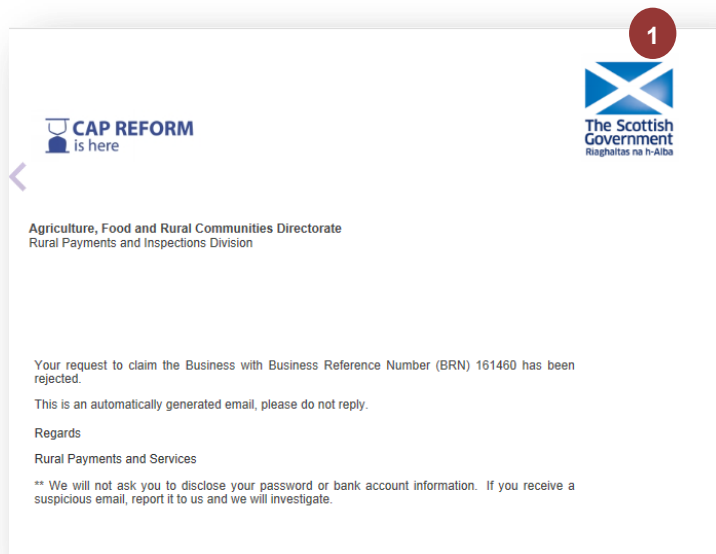 1
The Scottish
Government
Riaghaltas na h-Alba
CAP REFORM
is here
Agriculture, Food and Rural Communities Directorate
Rural Payments and Inspections Division
Your request to claim the Business with Business Reference Number (BRN) 161460 has been
rejected.
This is an automatically generated email, please do not reply.
Regards
Rural Payments and Services
** We will not ask you to disclose your password or bank account information. If you receive a
suspicious email, report it to us and we will investigate.